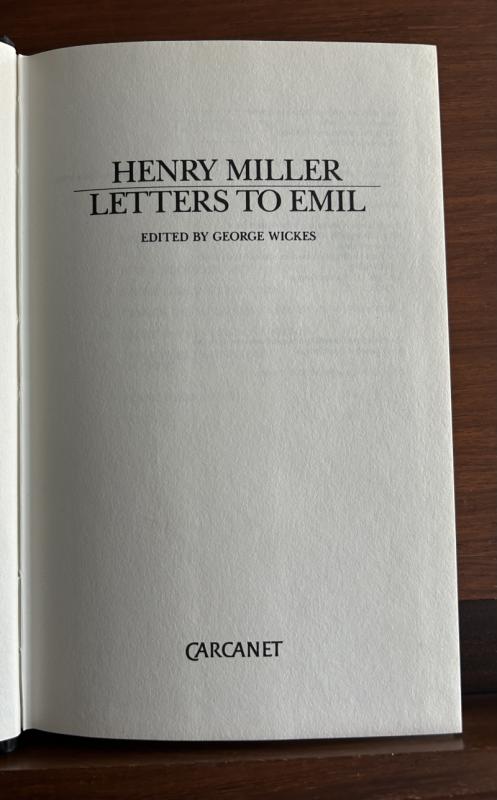 HENRY MILLER
LETTERS TO EMIL
EDITED BY GEORGE WICKES
CARCANET